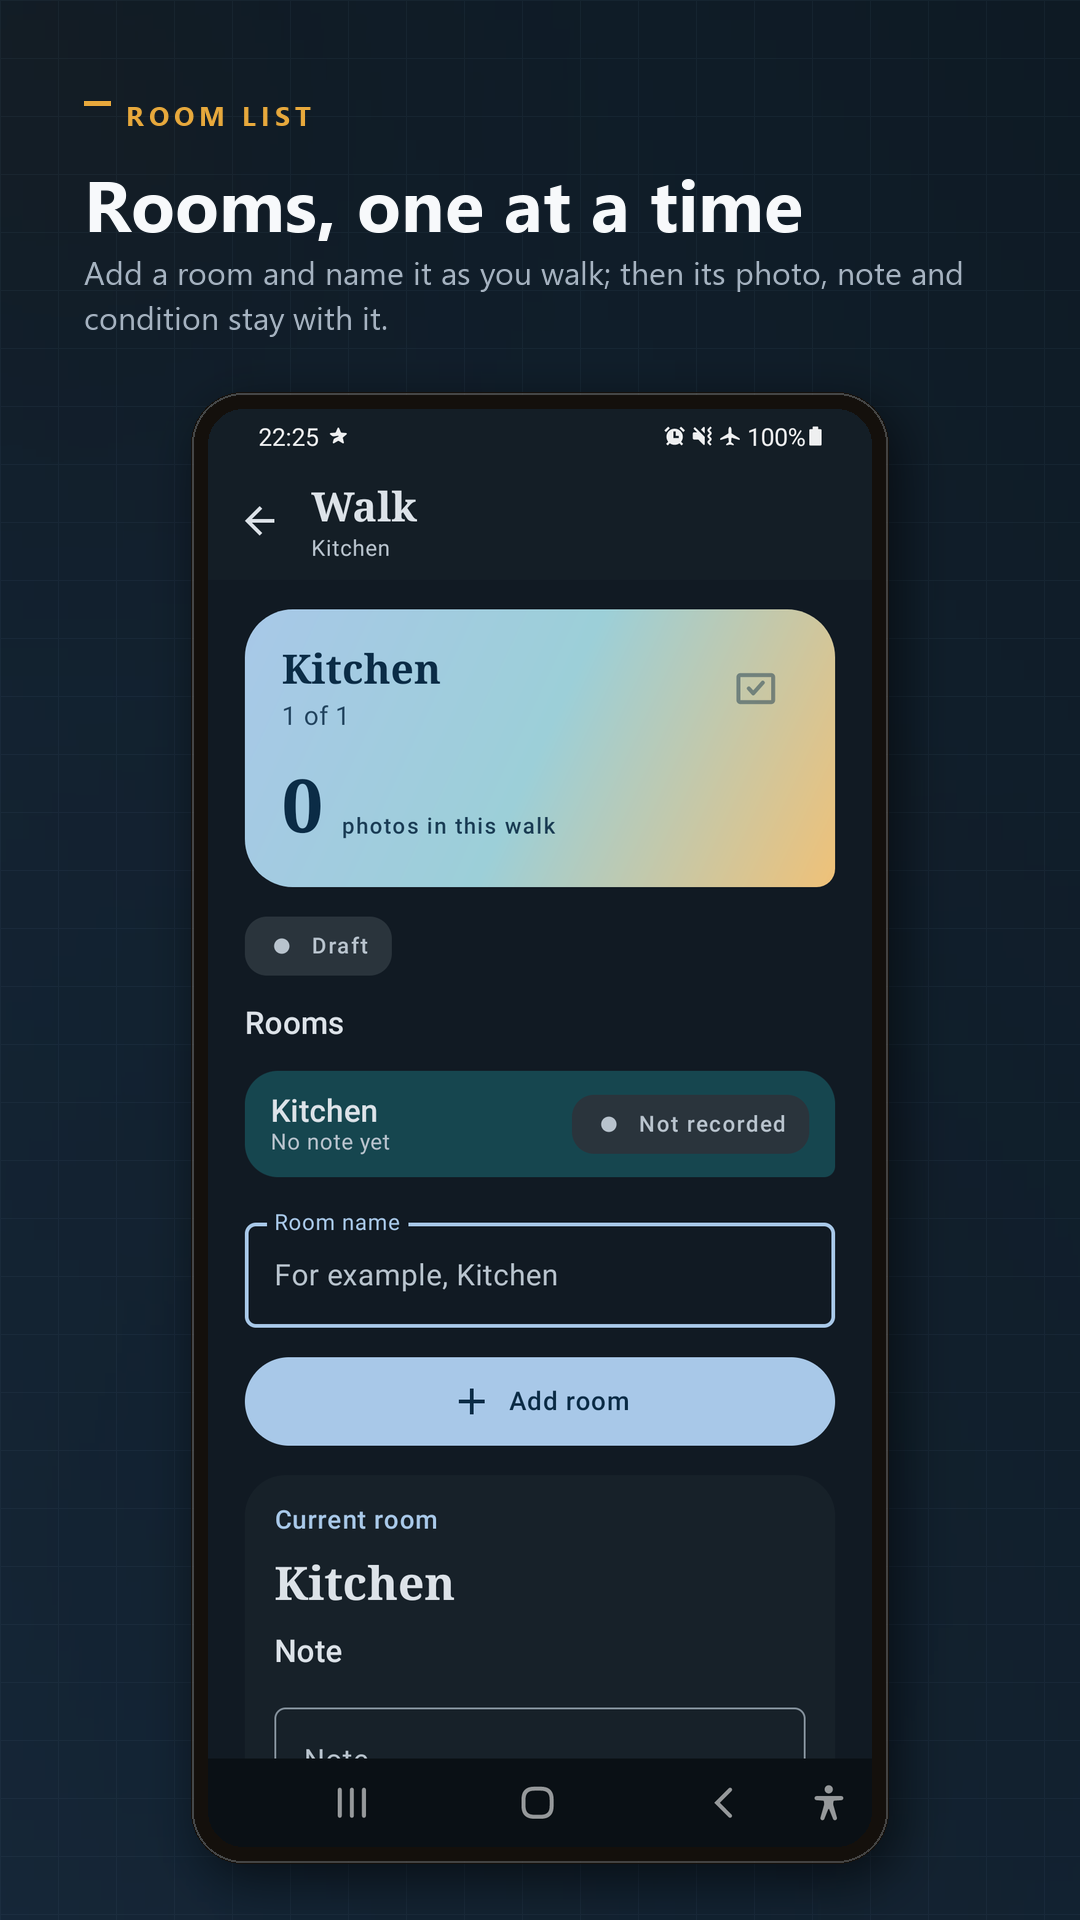 ROOM LIST
Rooms, one at a time
Add a room and name it as you walk; then its photo, note and
condition stay with it.
22:25
100%
Walk
Kitchen
Kitchen
1 of 1
0 photos in this walk
Draft
Rooms
Kitchen
No note yet
Not recorded
Room name
For example, Kitchen
Add room
Current room
Kitchen
Note
Note